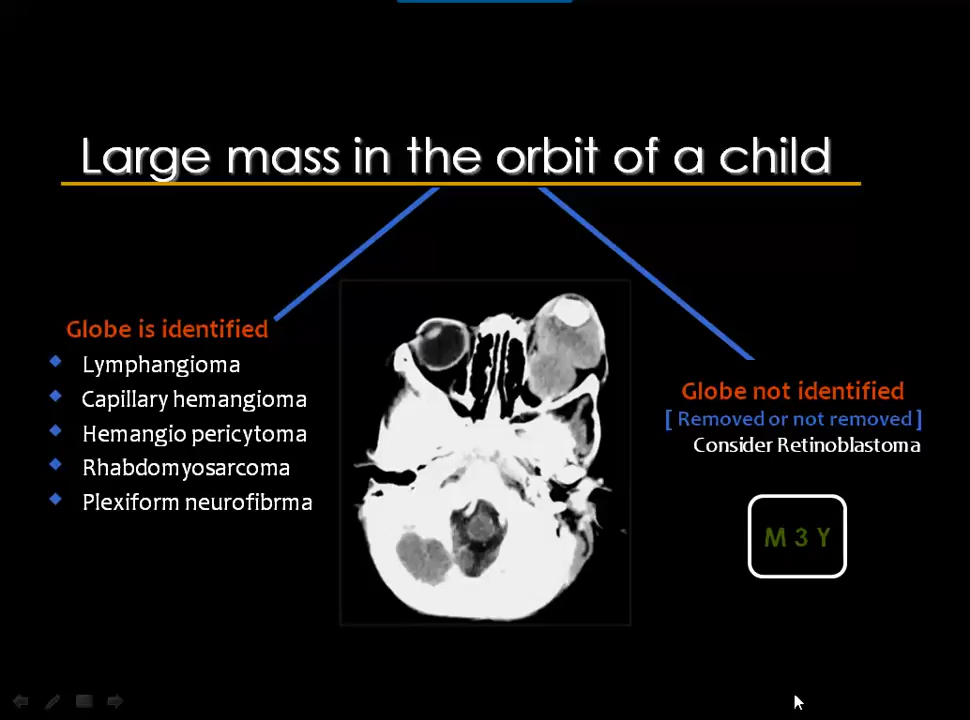 Large mass in the orbit of a child
Globe is identified
Lymphangioma
Capillary hemangioma
Hemangio pericytoma
Rhabdomyosarcoma
Plexiform neurofibrma
Globe not identified
[ Removed or not removed ]
Consider Retinoblastoma
M 3 Y